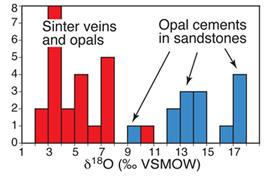 8
7
6
5
4
3
2
1
0
Sinter veins
and opals
Opal cements
in sandstones
1 3 5 7 9 11 13 15 17
δ18O (‰ VSMOW)